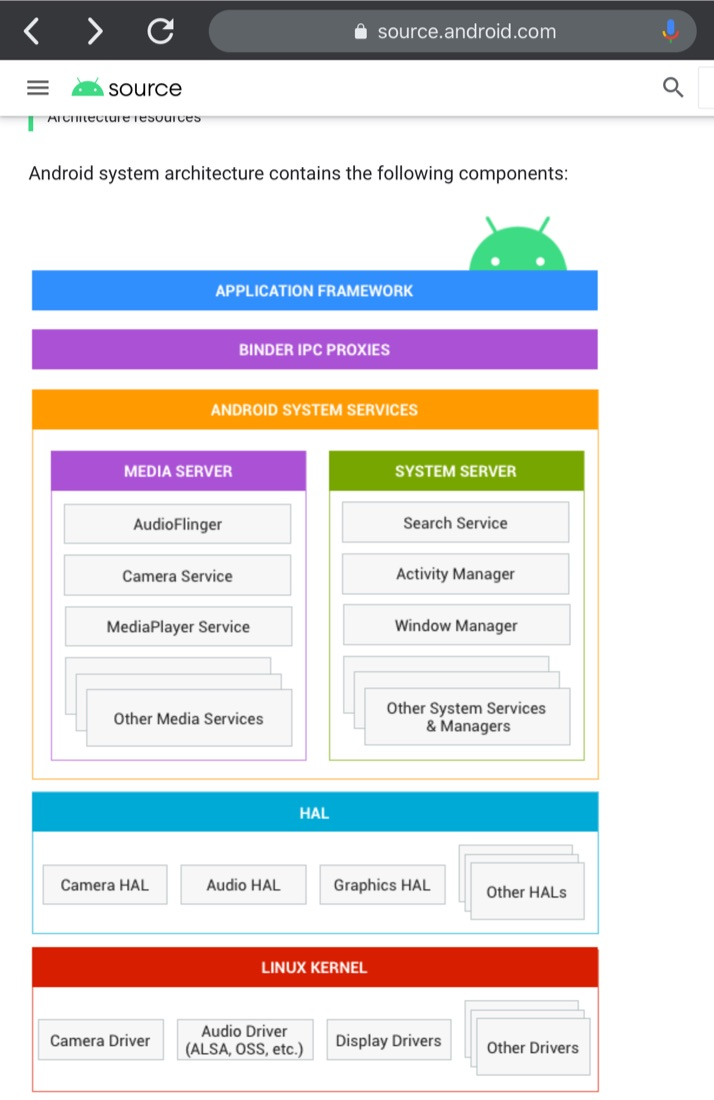 source.android.com
source
Architecture resources
Android system architecture contains the following components:
APPLICATION FRAMEWORK
BINDER IPC PROXIES
ANDROID SYSTEM SERVICES
MEDIA SERVER
AudioFlinger
Camera Service
MediaPlayer Service
Other Media Services
SYSTEM SERVER
Search Service
Activity Manager
Window Manager
Other System Services
& Managers
HAL
Camera HAL
Audio HAL
Graphics HAL
Other HALs
LINUX KERNEL
Camera Driver
Audio Driver
(ALSA, OSS, etc.)
Display Drivers
Other Drivers